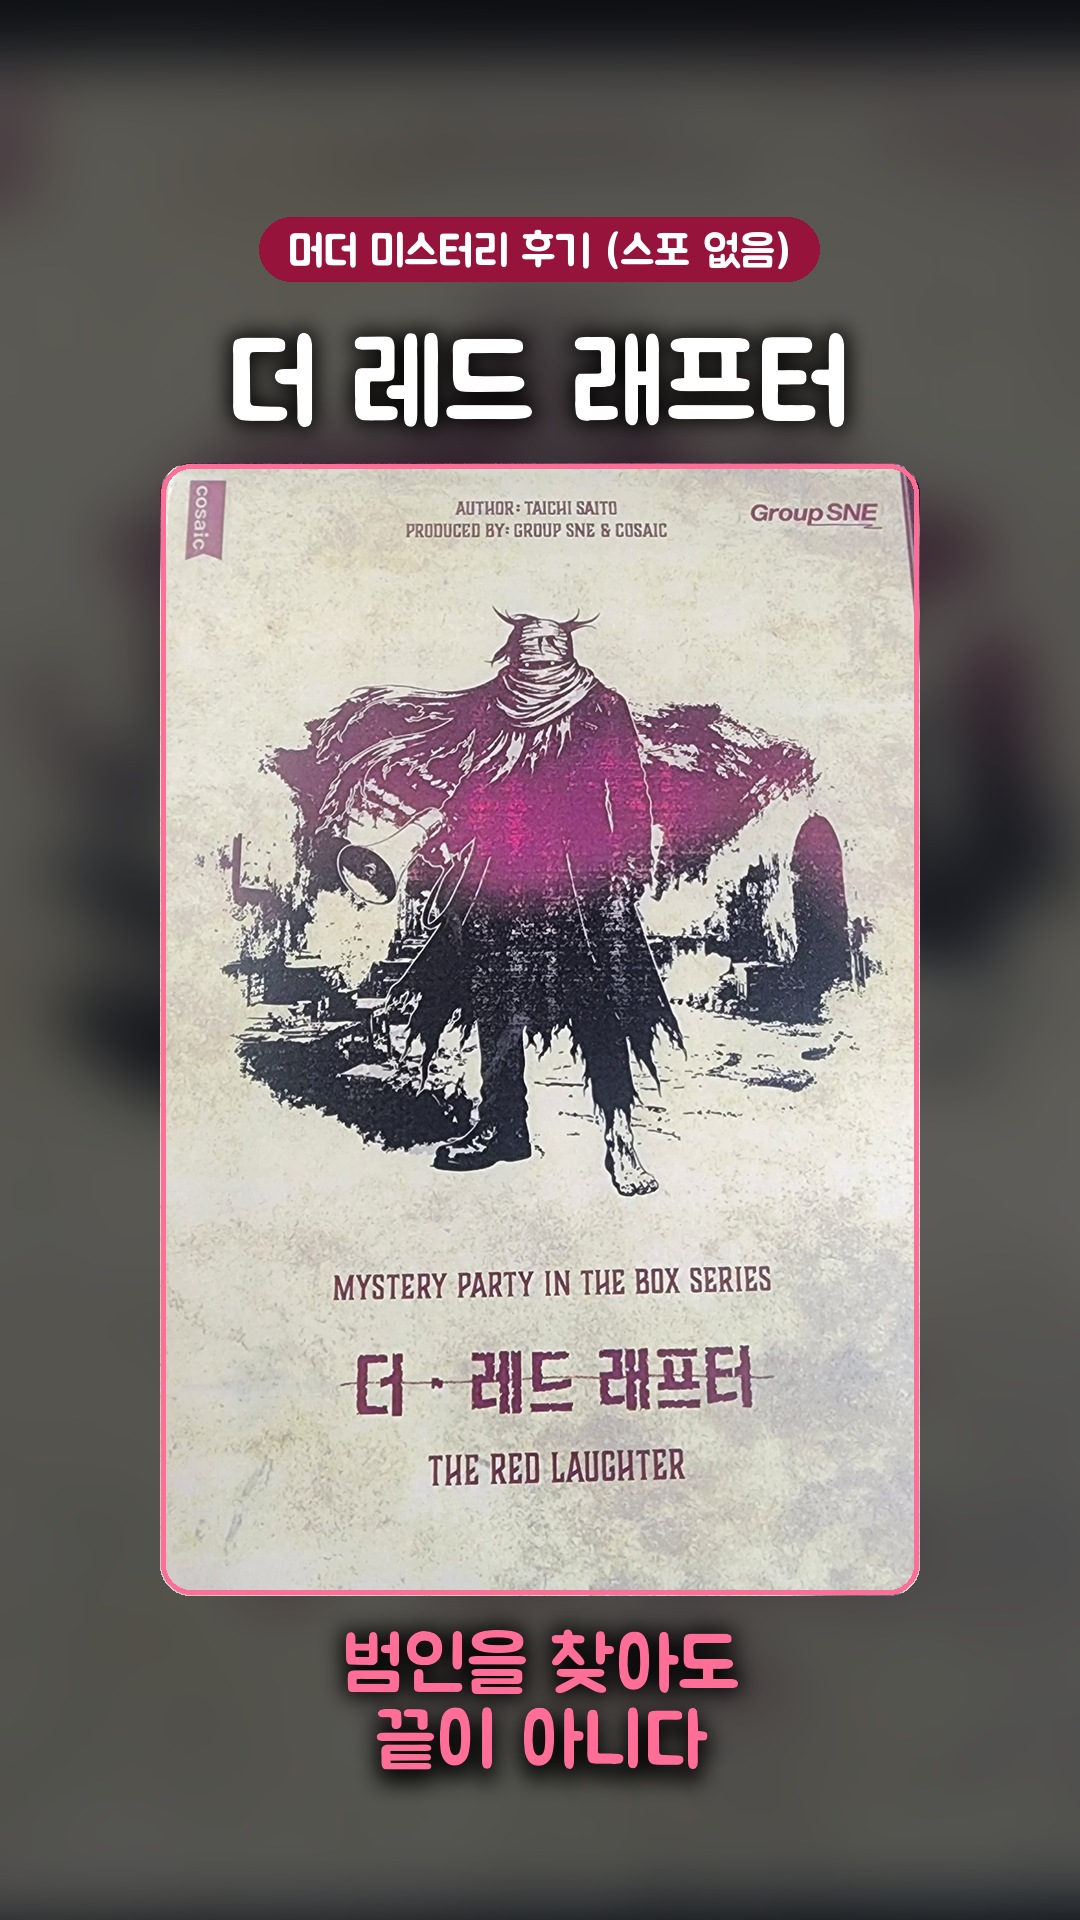 머더 미스터리 후기 (스포 없음)
더 레드 래프터
cosaic
AUTHOR: TAICHI SAITO
PRODUCED BY: GROUP SNE & COSAIC
Group SNE
MYSTERY PARTY IN THE BOX SERIES
더·레드 래프터
THE RED LAUGHTER
범인을 찾아도
끝이 아니다